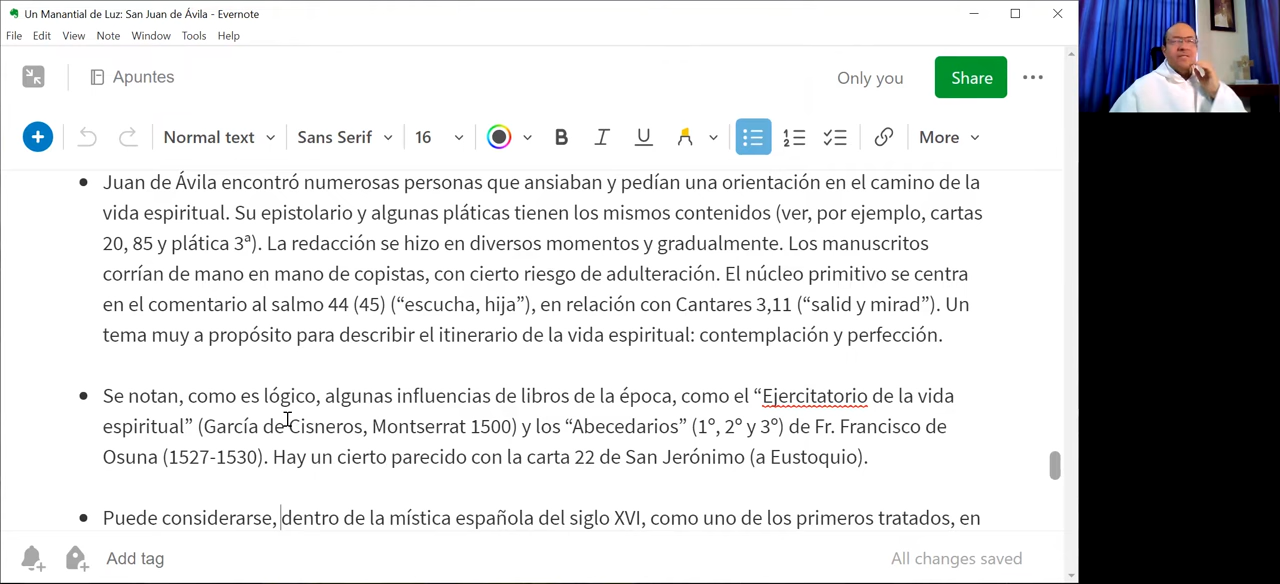 Un Manantial de Luz: San Juan de Ávila - Evernote
File Edit View Note Window Tools Help
Apuntes
Only you
Share
Normal text
Sans Serif
16
B I U
More
Juan de Ávila encontró numerosas personas que ansiaban y pedían una orientación en el camino de la
vida espiritual. Su epistolario y algunas pláticas tienen los mismos contenidos (ver, por ejemplo, cartas
20, 85 y plática 3ª). La redacción se hizo en diversos momentos y gradualmente. Los manuscritos
corrían de mano en mano de copistas, con cierto riesgo de adulteración. El núcleo primitivo se centra
en el comentario al salmo 44 (45) (“escucha, hija”), en relación con Cantares 3,11 (“salid y mirad”). Un
tema muy a propósito para describir el itinerario de la vida espiritual: contemplación y perfección.
Se notan, como es lógico, algunas influencias de libros de la época, como el “Ejercitatorio de la vida
espiritual” (García de Cisneros, Montserrat 1500) y los “Abecedarios” (1º, 2º y 3º) de Fr. Francisco de
Osuna (1527-1530). Hay un cierto parecido con la carta 22 de San Jerónimo (a Eustoquio).
Puede considerarse, dentro de la mística española del siglo XVI, como uno de los primeros tratados, en
Add tag
All changes saved